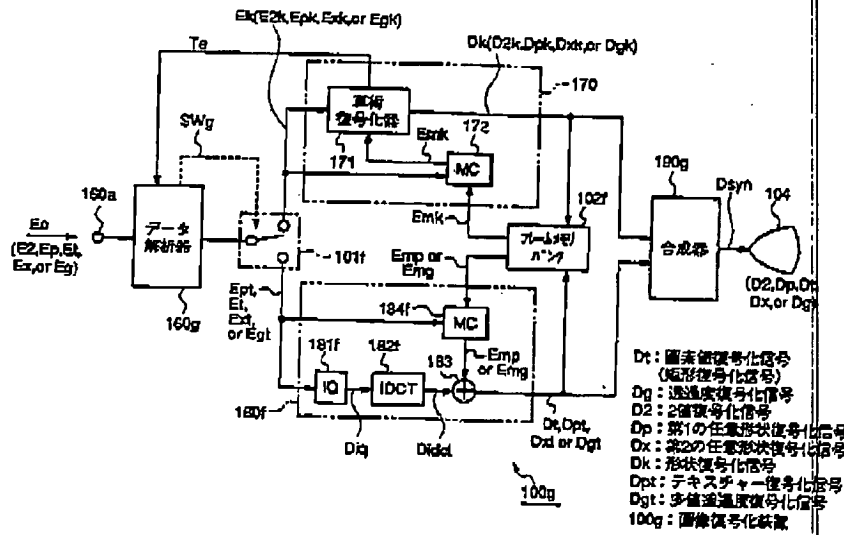 Ek(E2k,Epk,Exk,or Egk)
Te
Dk(D2k,Dpk,Dxk,or Dgk)
170
算術
復号化器
171
Emk
172
MC
SWg
Emk
102f
フレームメモリ
バンク
190g
合成器
Dsyn
104
160a
データ
解析器
(E2,Ep,Et,
Ex,or Eg)
160g
101f
Emp or
Emg
(D2,Dp,Dt,
Dx,or Dg)
Ept,
Et,
Ext,
or Egt
184f
MC
181f
182f
183
Emp
or Emg
IQ
IDCT
180f
Diq
Didct
Dt,Dpt,
Dxt or Dgt
100g
Dt:画素値復号化信号
(矩形復号化信号)
Dg:透過度復号化信号
D2:2値復号化信号
Dp:第1の任意形状復号化信号
Dx:第2の任意形状復号化信号
Dk:形状復号化信号
Dpt:テキスチャー復号化信号
Dgt:多値透過度復号化信号
100g:画像復号化装置